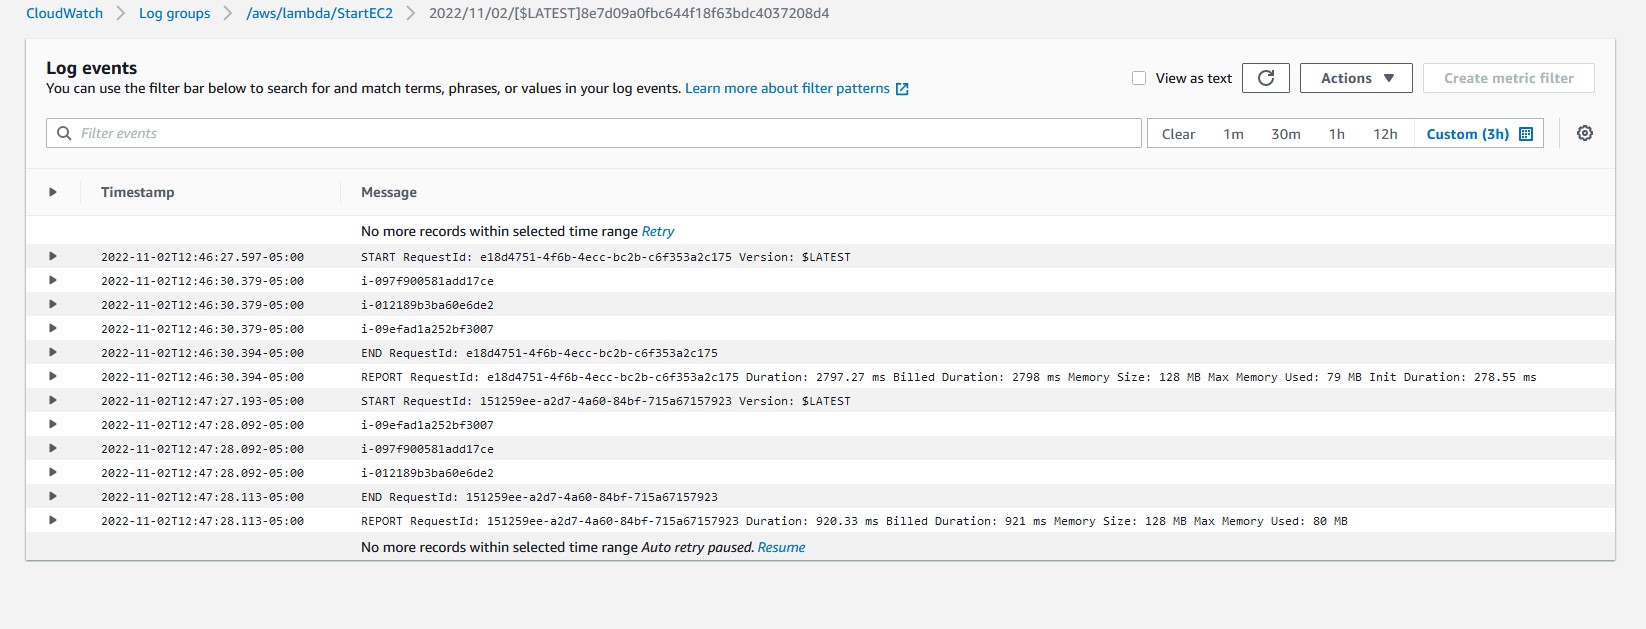 CloudWatch > Log groups > /aws/lambda/StartEC2 > 2022/11/02/[$LATEST]8e7d09a0fbc644f18f63bdc4037208d4
Log events
You can use the filter bar below to search for and match terms, phrases, or values in your log events. Learn more about filter patterns
View as text
Actions
Create metric filter
Filter events
Clear 1m 30m 1h 12h Custom (3h)
Timestamp Message
No more records within selected time range Retry
2022-11-02T12:46:27.597-05:00 START RequestId: e18d4751-4f6b-4ecc-bc2b-c6f353a2c175 Version: $LATEST
2022-11-02T12:46:30.379-05:00 i-097f900581add17ce
2022-11-02T12:46:30.379-05:00 i-012189b3ba60e6de2
2022-11-02T12:46:30.379-05:00 i-09efad1a252bf3007
2022-11-02T12:46:30.394-05:00 END RequestId: e18d4751-4f6b-4ecc-bc2b-c6f353a2c175
2022-11-02T12:46:30.394-05:00 REPORT RequestId: e18d4751-4f6b-4ecc-bc2b-c6f353a2c175 Duration: 2797.27 ms Billed Duration: 2798 ms Memory Size: 128 MB Max Memory Used: 79 MB Init Duration: 278.55 ms
2022-11-02T12:47:27.193-05:00 START RequestId: 151259ee-a2d7-4a60-84bf-715a67157923 Version: $LATEST
2022-11-02T12:47:28.092-05:00 i-09efad1a252bf3007
2022-11-02T12:47:28.092-05:00 i-097f900581add17ce
2022-11-02T12:47:28.092-05:00 i-012189b3ba60e6de2
2022-11-02T12:47:28.113-05:00 END RequestId: 151259ee-a2d7-4a60-84bf-715a67157923
2022-11-02T12:47:28.113-05:00 REPORT RequestId: 151259ee-a2d7-4a60-84bf-715a67157923 Duration: 920.33 ms Billed Duration: 921 ms Memory Size: 128 MB Max Memory Used: 80 MB
No more records within selected time range Auto retry paused. Resume